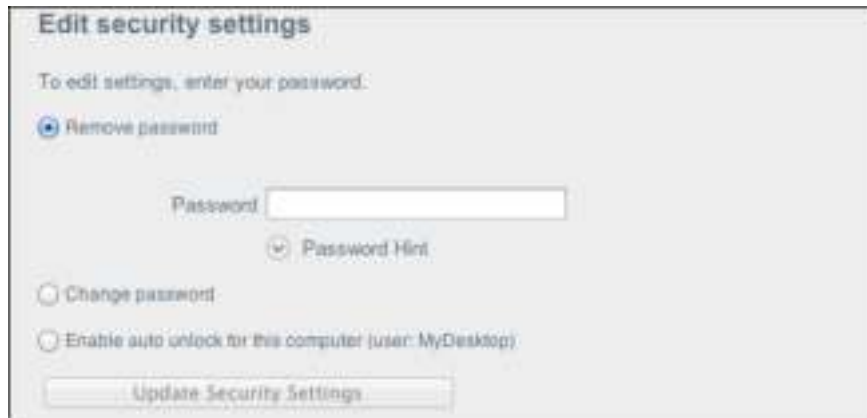 Edit security settings
To edit settings, enter your password.
Remove password
Password
Password Hint
Change password
Enable auto unlock for this computer (user: MyDesktop)
Update Security Settings